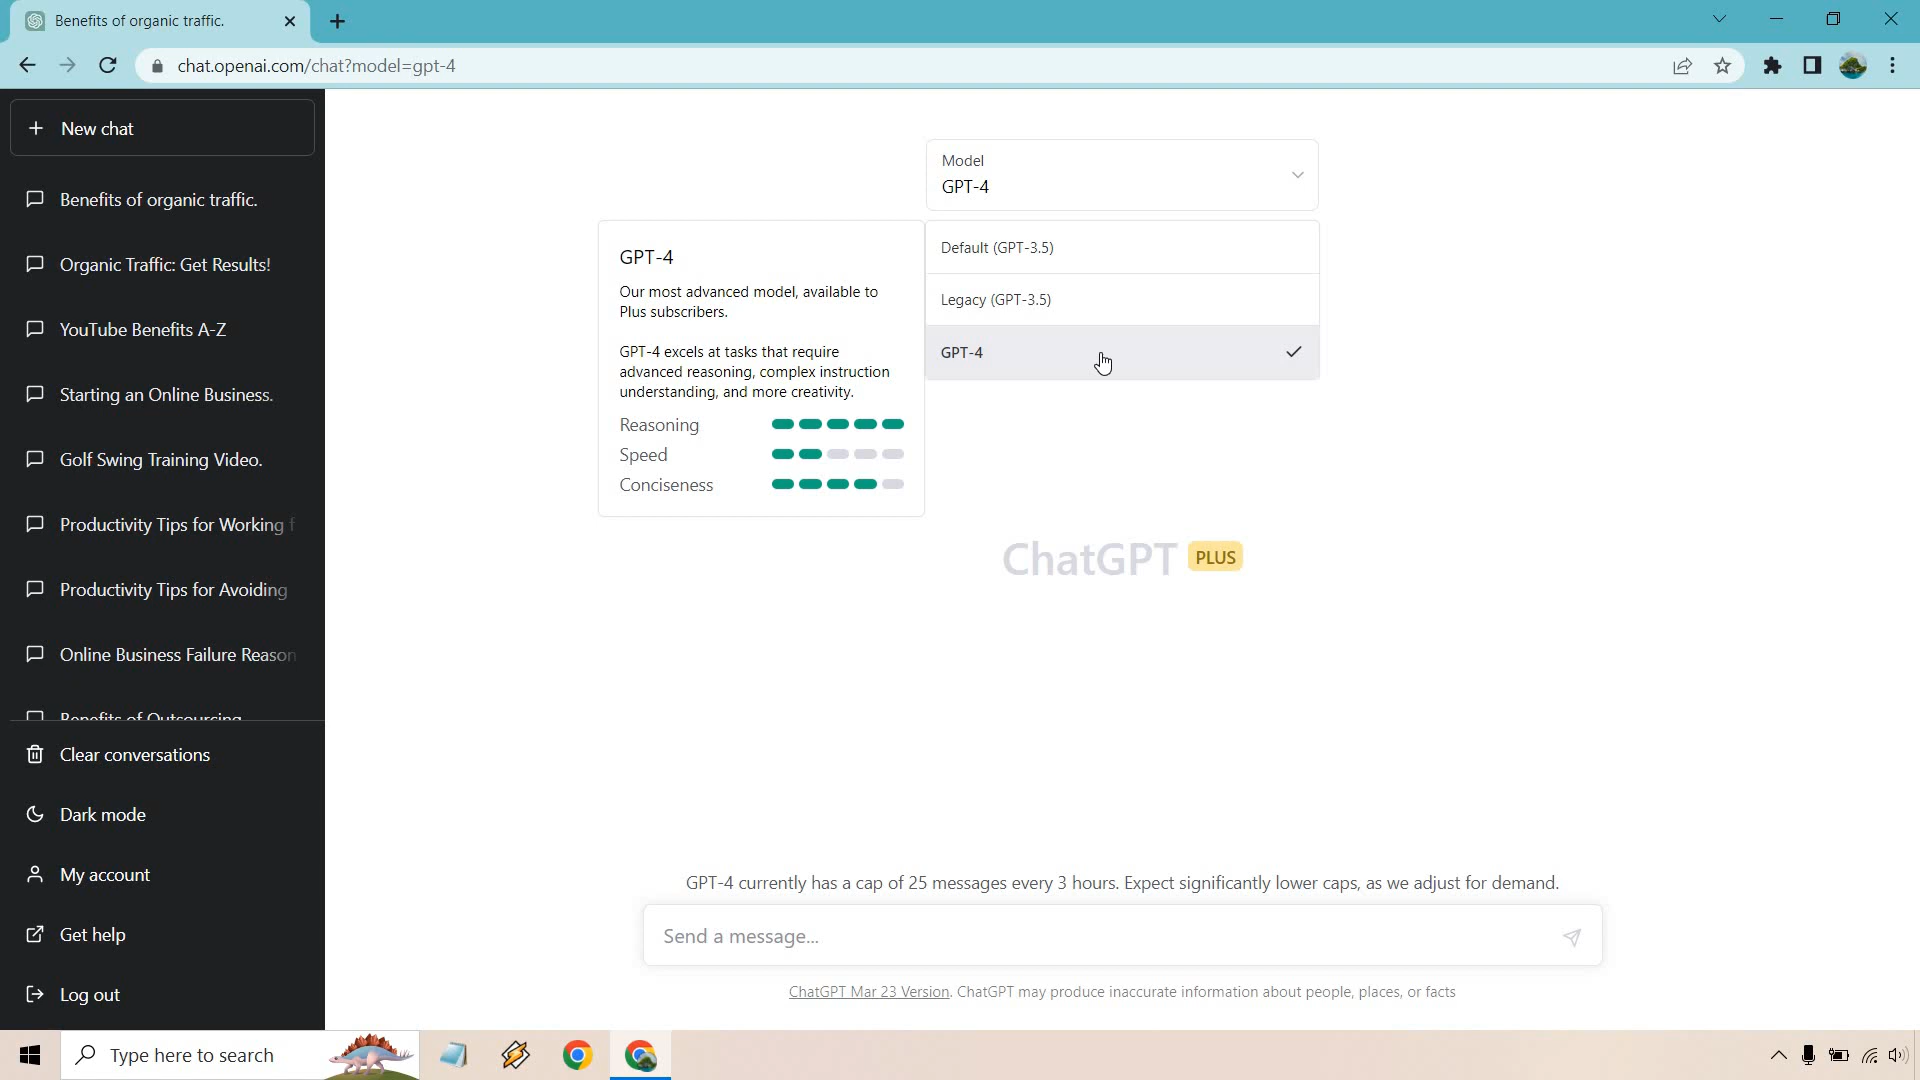 Benefits of organic traffic.
chat.openai.com/chat?model=gpt-4
New chat
Benefits of organic traffic.
Organic Traffic: Get Results!
YouTube Benefits A-Z
Starting an Online Business.
Golf Swing Training Video.
Productivity Tips for Working f
Productivity Tips for Avoiding
Online Business Failure Reason
Benefits of Outsourcing
Clear conversations
Dark mode
My account
Get help
Log out
Model
GPT-4
Default (GPT-3.5)
Legacy (GPT-3.5)
GPT-4
GPT-4
Our most advanced model, available to
Plus subscribers.
GPT-4 excels at tasks that require
advanced reasoning, complex instruction
understanding, and more creativity.
Reasoning
Speed
Conciseness
ChatGPT PLUS
GPT-4 currently has a cap of 25 messages every 3 hours. Expect significantly lower caps, as we adjust for demand.
Send a message...
ChatGPT Mar 23 Version. ChatGPT may produce inaccurate information about people, places, or facts
Type here to search